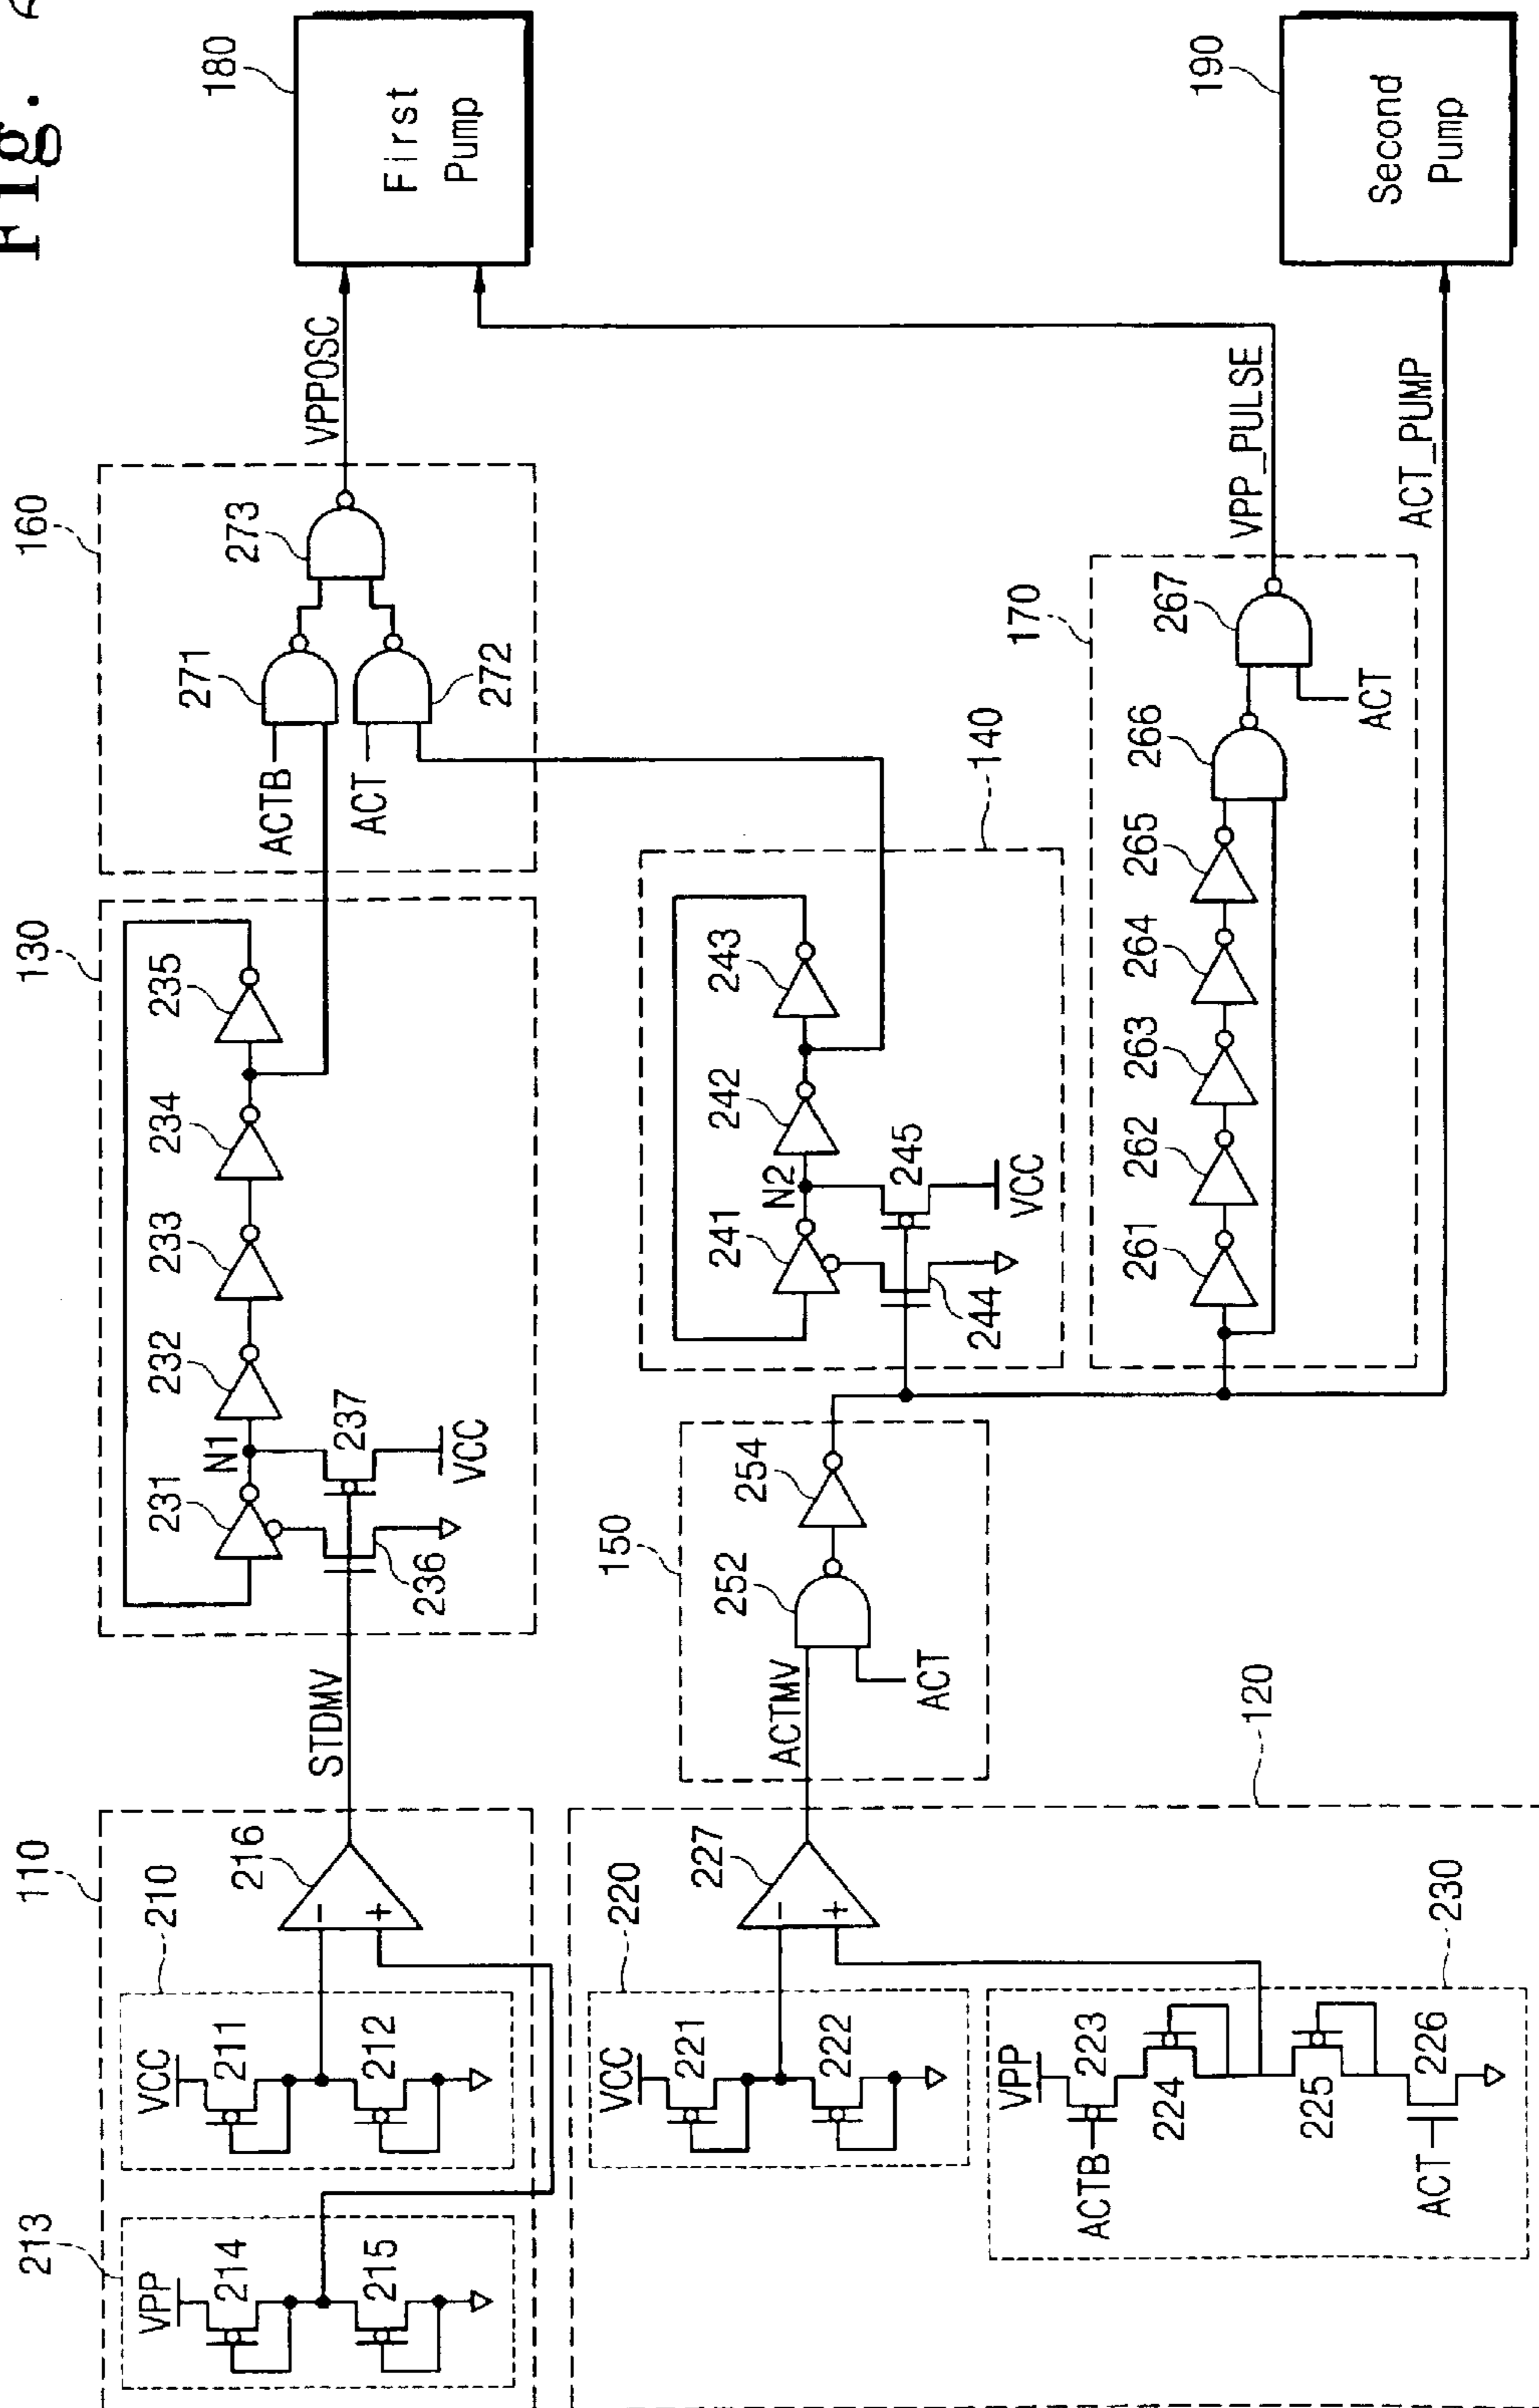 Fig.
180
First
Pump
190
Second
Pump
VPPOSC
VPP_PULSE
ACT_PUMP
160
273
271
272
ACTB
ACT
170
267
ACT
266
265
264
263
262
261
130
235
234
233
232
N1
231
237
VCC
236
140
243
242
N2
241
245
VCC
244
150
254
252
ACTMV
ACT
STDMV
110
216
-
+
210
VCC
211
212
213
VPP
214
215
120
227
-
+
220
VCC
221
222
230
VPP
223
ACTB
224
225
226
ACT